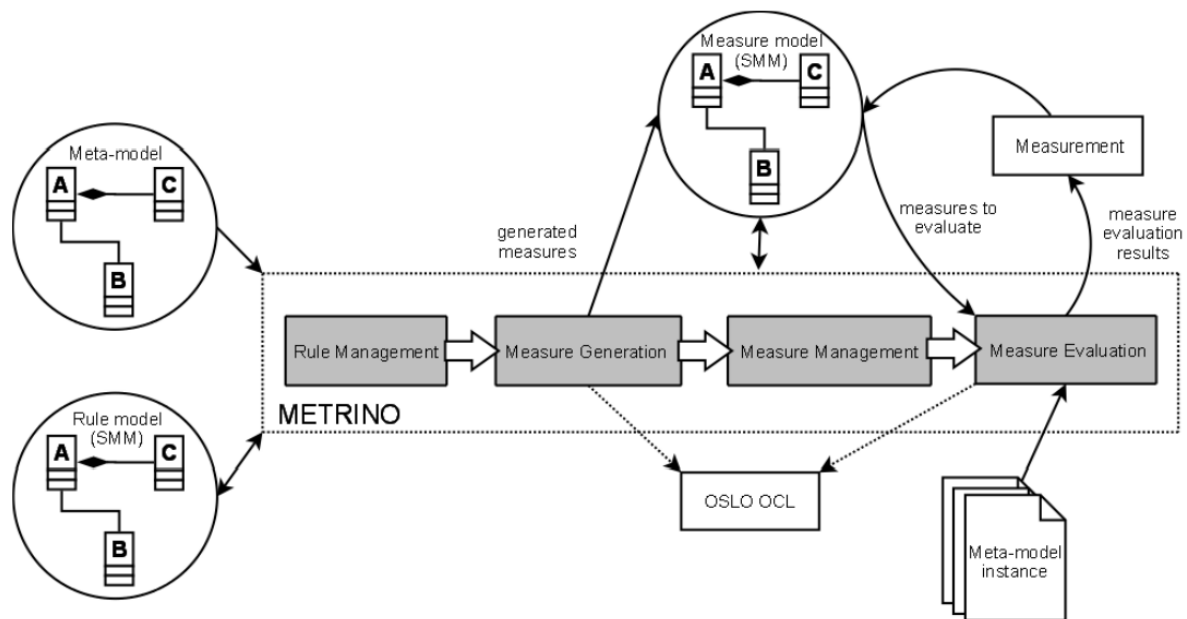 Measure model
(SMM)
A
C
B
Meta-model
A
C
B
Measurement
generated
measures
measures to
evaluate
measure
evaluation
results
Rule Management
Measure Generation
Measure Management
Measure Evaluation
METRINO
Rule model
(SMM)
A
C
B
OSLO OCL
Meta-model
instance